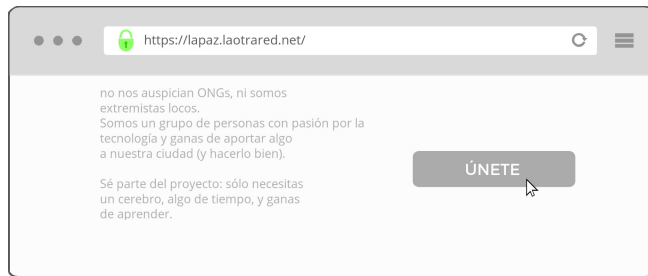 https://lapaz.laotrared.net/
no nos auspician ONGs, ni somos
extremistas locos.
Somos un grupo de personas con pasión por la
tecnología y ganas de aportar algo
a nuestra ciudad (y hacerlo bien).
Sé parte del proyecto: sólo necesitas
un cerebro, algo de tiempo, y ganas
de aprender.
ÚNETE